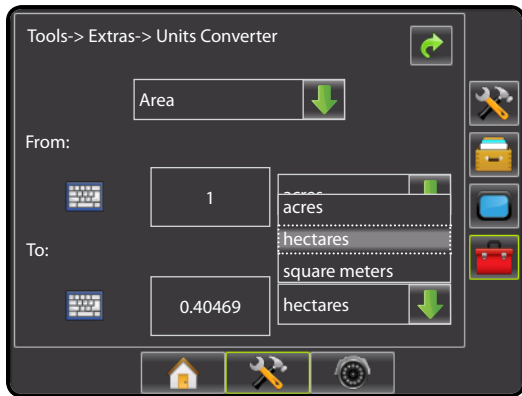 Tools-> Extras-> Units Converter
Area
From:
1
acres
acres
hectares
To:
square meters
0.40469
hectares